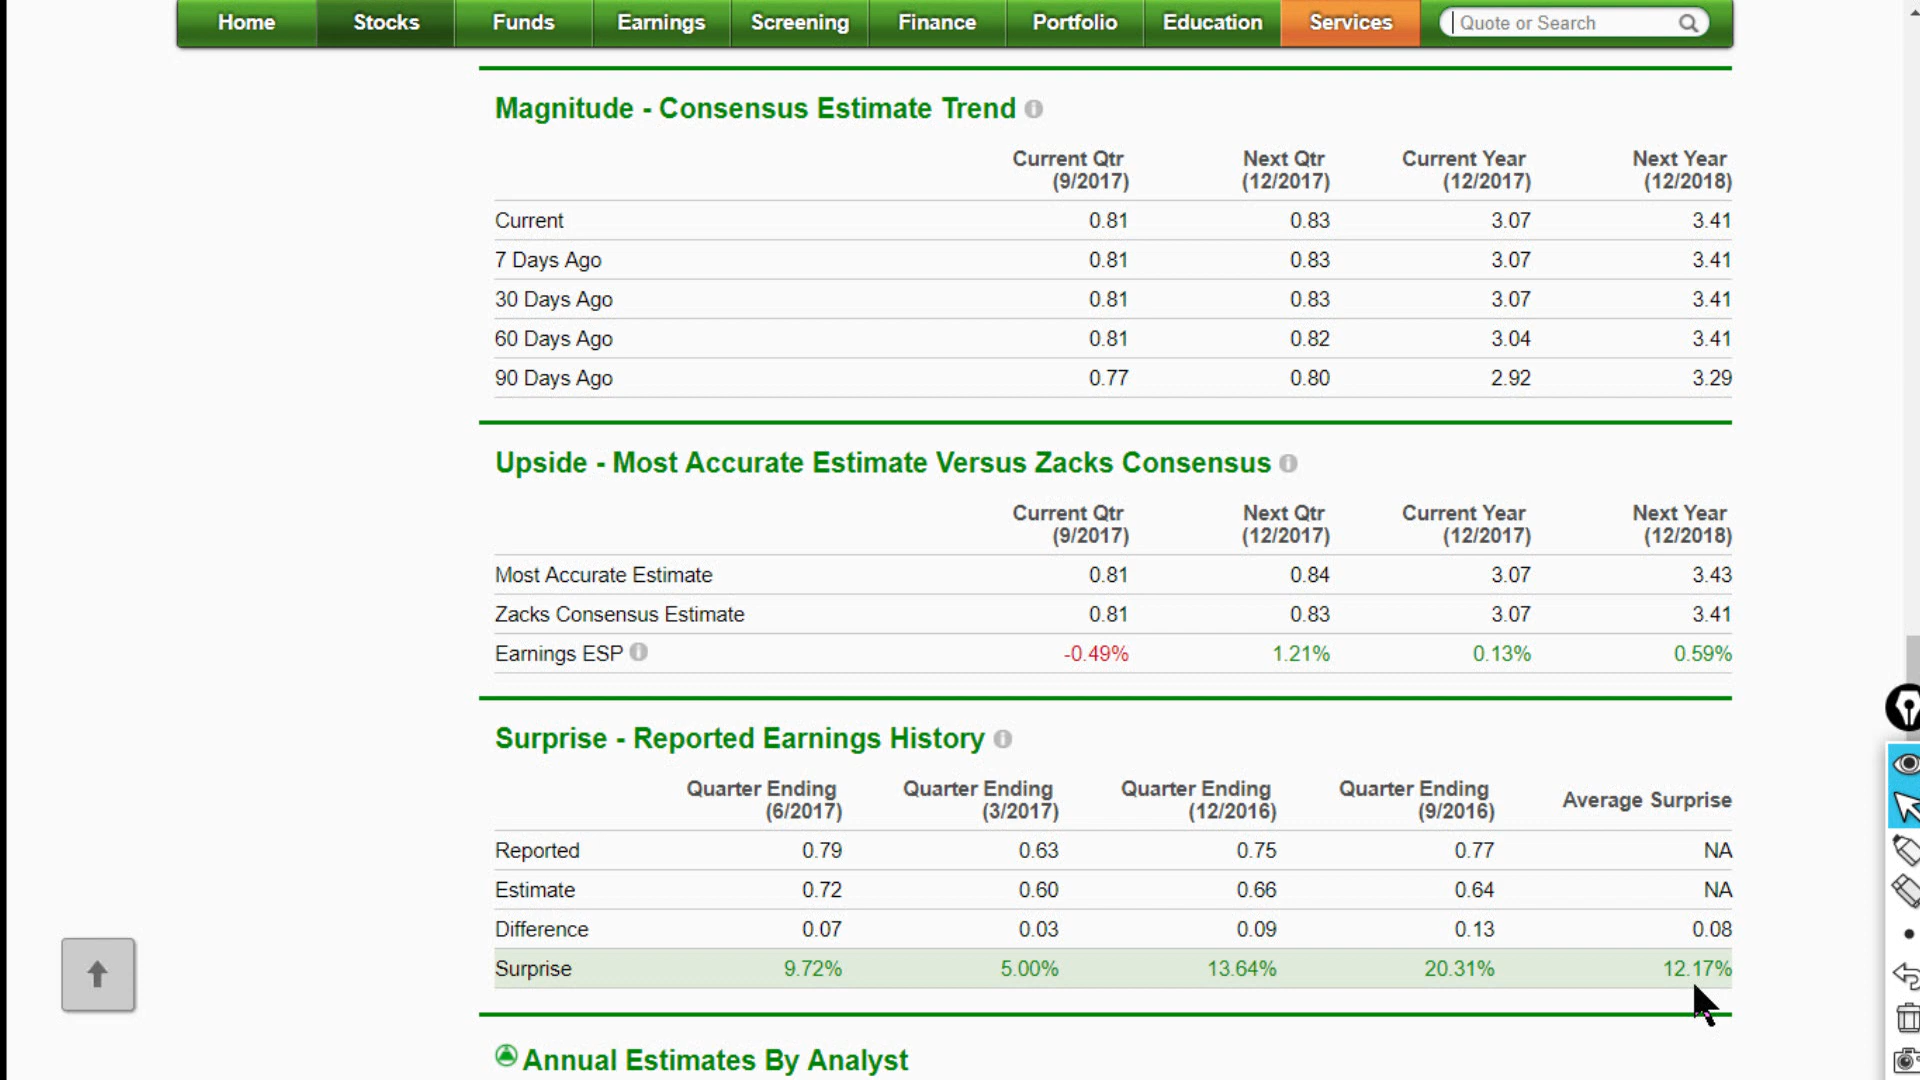 Home Stocks Funds Earnings Screening Finance Portfolio Education Services Quote or Search
Magnitude - Consensus Estimate Trend
Current Qtr (9/2017) Next Qtr (12/2017) Current Year (12/2017) Next Year (12/2018)
Current 0.81 0.83 3.07 3.41
7 Days Ago 0.81 0.83 3.07 3.41
30 Days Ago 0.81 0.83 3.07 3.41
60 Days Ago 0.81 0.82 3.04 3.41
90 Days Ago 0.77 0.80 2.92 3.29
Upside - Most Accurate Estimate Versus Zacks Consensus
Current Qtr (9/2017) Next Qtr (12/2017) Current Year (12/2017) Next Year (12/2018)
Most Accurate Estimate 0.81 0.84 3.07 3.43
Zacks Consensus Estimate 0.81 0.83 3.07 3.41
Earnings ESP -0.49% 1.21% 0.13% 0.59%
Surprise - Reported Earnings History
Quarter Ending (6/2017) Quarter Ending (3/2017) Quarter Ending (12/2016) Quarter Ending (9/2016) Average Surprise
Reported 0.79 0.63 0.75 0.77 NA
Estimate 0.72 0.60 0.66 0.64 NA
Difference 0.07 0.03 0.09 0.13 0.08
Surprise 9.72% 5.00% 13.64% 20.31% 12.17%
Annual Estimates By Analyst